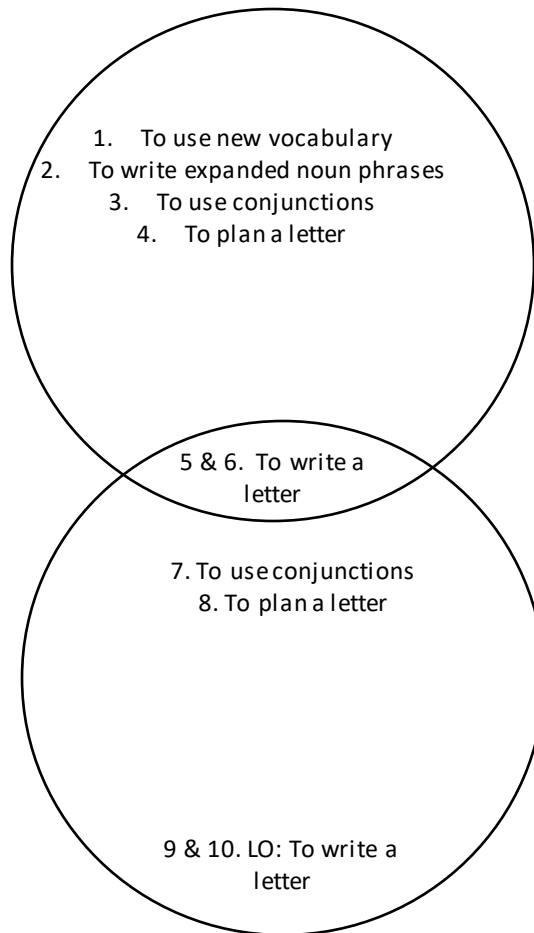 1. To use new vocabulary
2. To write expanded noun phrases
3. To use conjunctions
4. To plan a letter
5 & 6. To write a
letter
7. To use conjunctions
8. To plan a letter
9 & 10. LO: To write a
letter